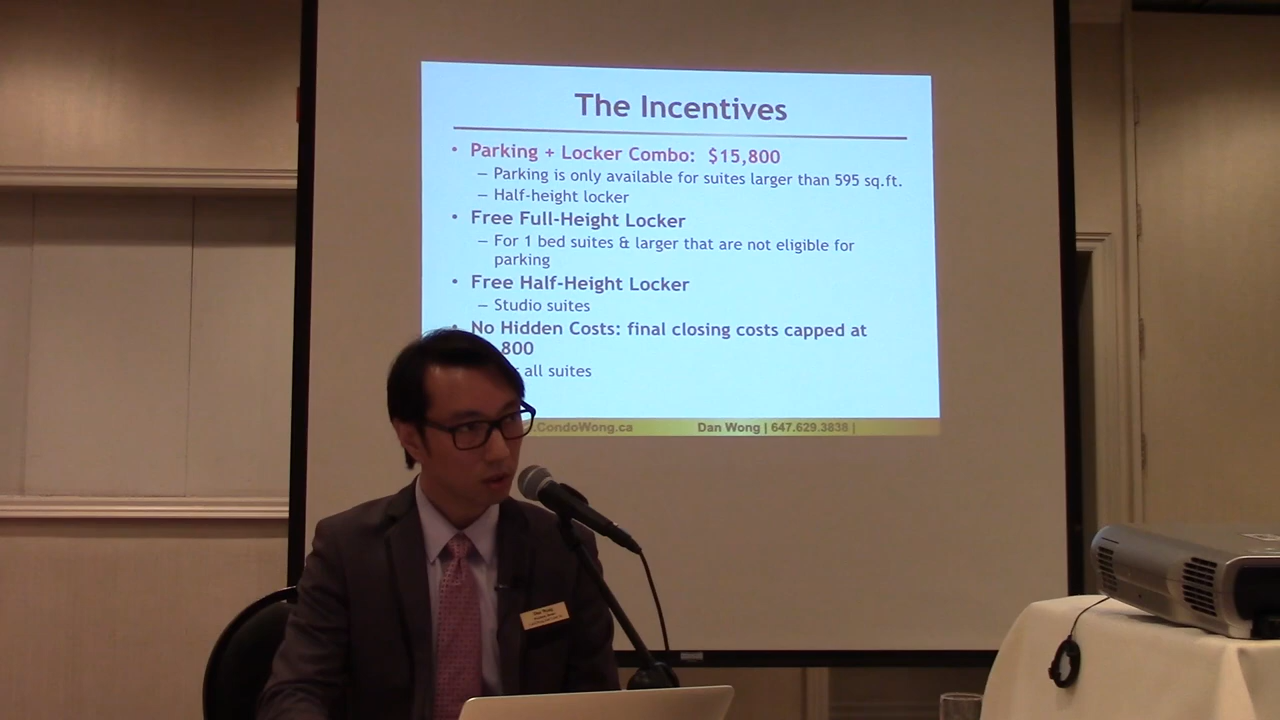 The Incentives
• Parking + Locker Combo: $15,800
– Parking is only available for suites larger than 595 sq.ft.
– Half-height locker
• Free Full-Height Locker
– For 1 bed suites & larger that are not eligible for
parking
• Free Half-Height Locker
– Studio suites
• No Hidden Costs: final closing costs capped at
800
all suites
.CondoWong.ca Dan Wong | 647.629.3838 |
Dan Wong